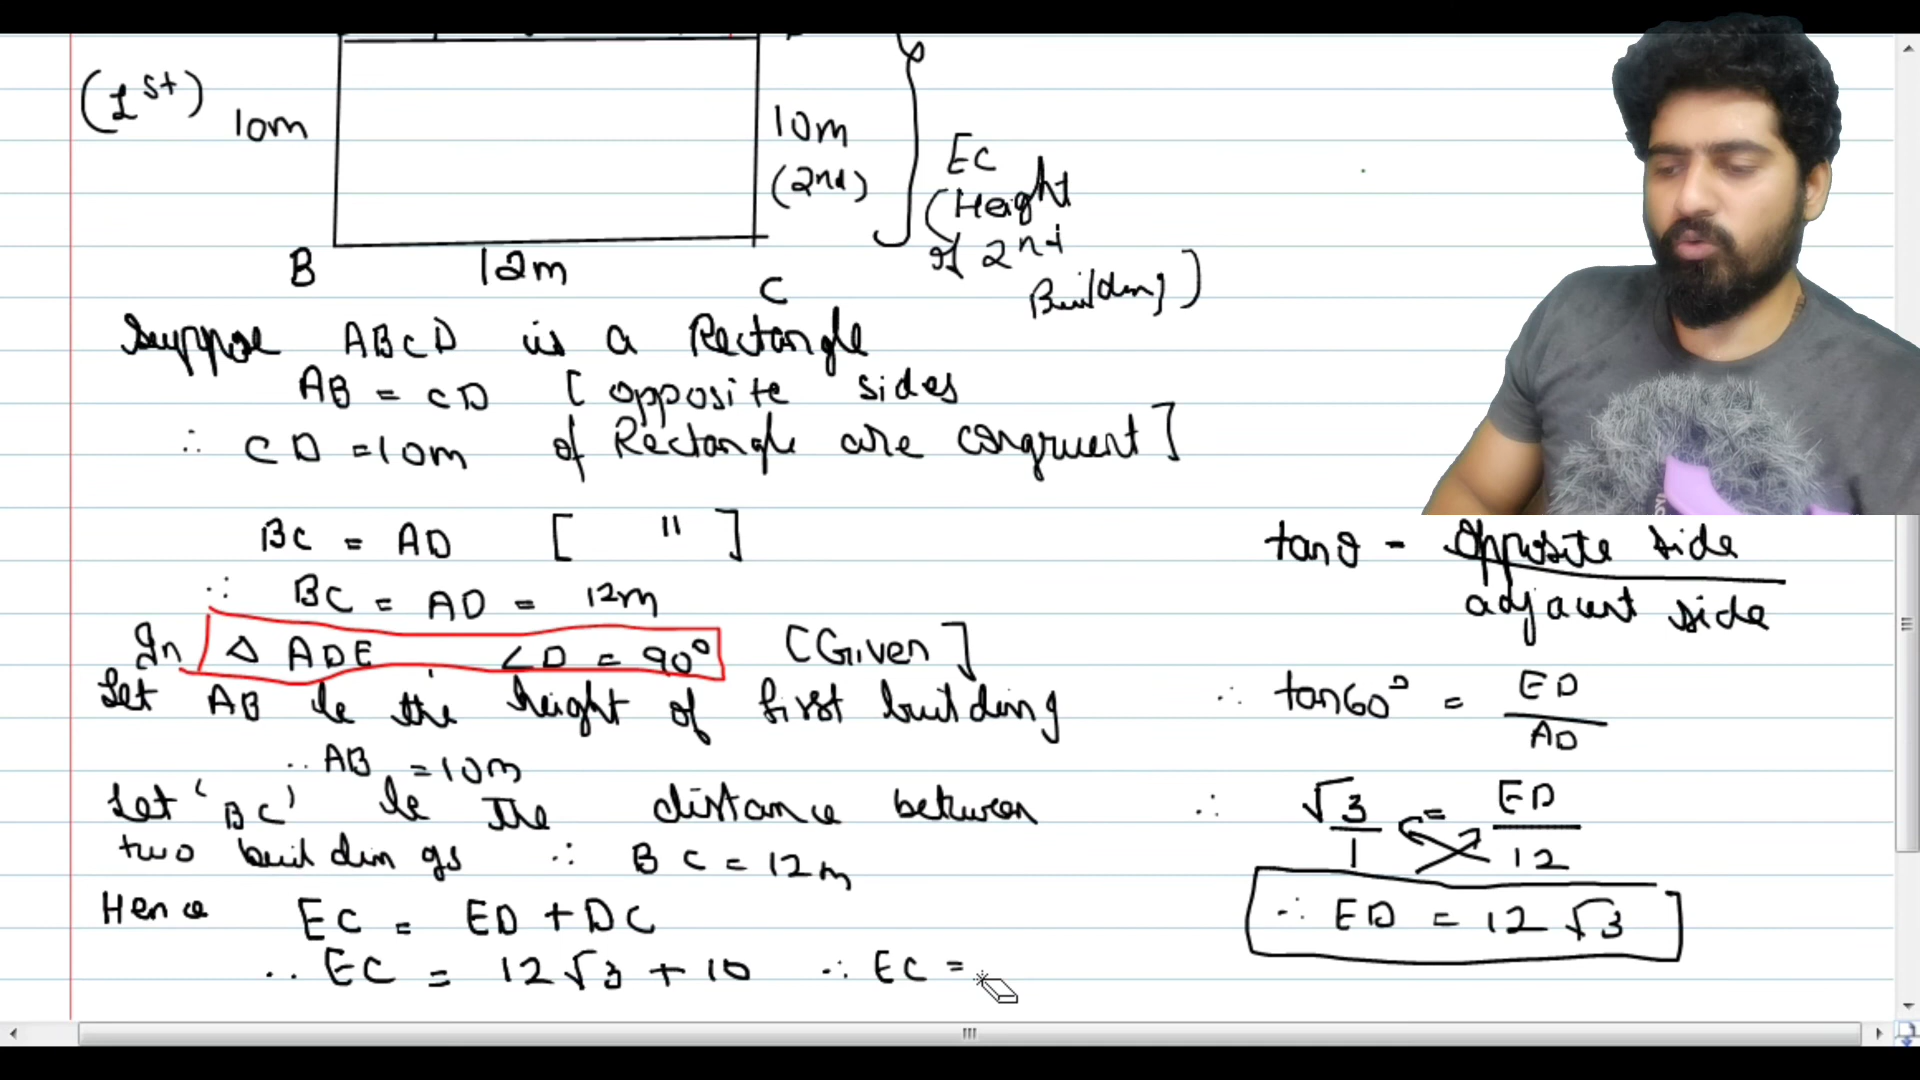 (1st) 10m
10m
(2nd)
EC
(Height
of 2nd
Building)
B 12m C
Suppose ABCD is a Rectangle
AB = CD [ opposite sides
∴ CD = 10m of Rectangle are congruent ]
BC = AD [ " ]
∴ BC = AD = 12m
In △ ADE ∠D = 90° [Given]
Let AB be the height of first building
∴ AB = 10m
Let 'BC' be the distance between
two buildings ∴ BC = 12m
Hence EC = ED + DC
∴ EC = 12√3 + 10 ∴ EC =
tanθ = Opposite side
adjacent side
∴ tan60° = ED
AD
∴ √3 = ED
1 12
∴ ED = 12√3